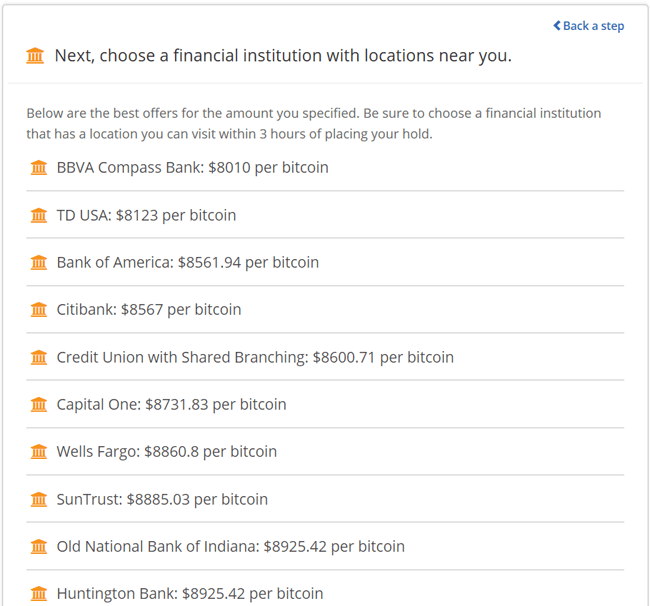 Back a step
Next, choose a financial institution with locations near you.
Below are the best offers for the amount you specified. Be sure to choose a financial institution
that has a location you can visit within 3 hours of placing your hold.
BBVA Compass Bank: $8010 per bitcoin
TD USA: $8123 per bitcoin
Bank of America: $8561.94 per bitcoin
Citibank: $8567 per bitcoin
Credit Union with Shared Branching: $8600.71 per bitcoin
Capital One: $8731.83 per bitcoin
Wells Fargo: $8860.8 per bitcoin
SunTrust: $8885.03 per bitcoin
Old National Bank of Indiana: $8925.42 per bitcoin
Huntington Bank: $8925.42 per bitcoin